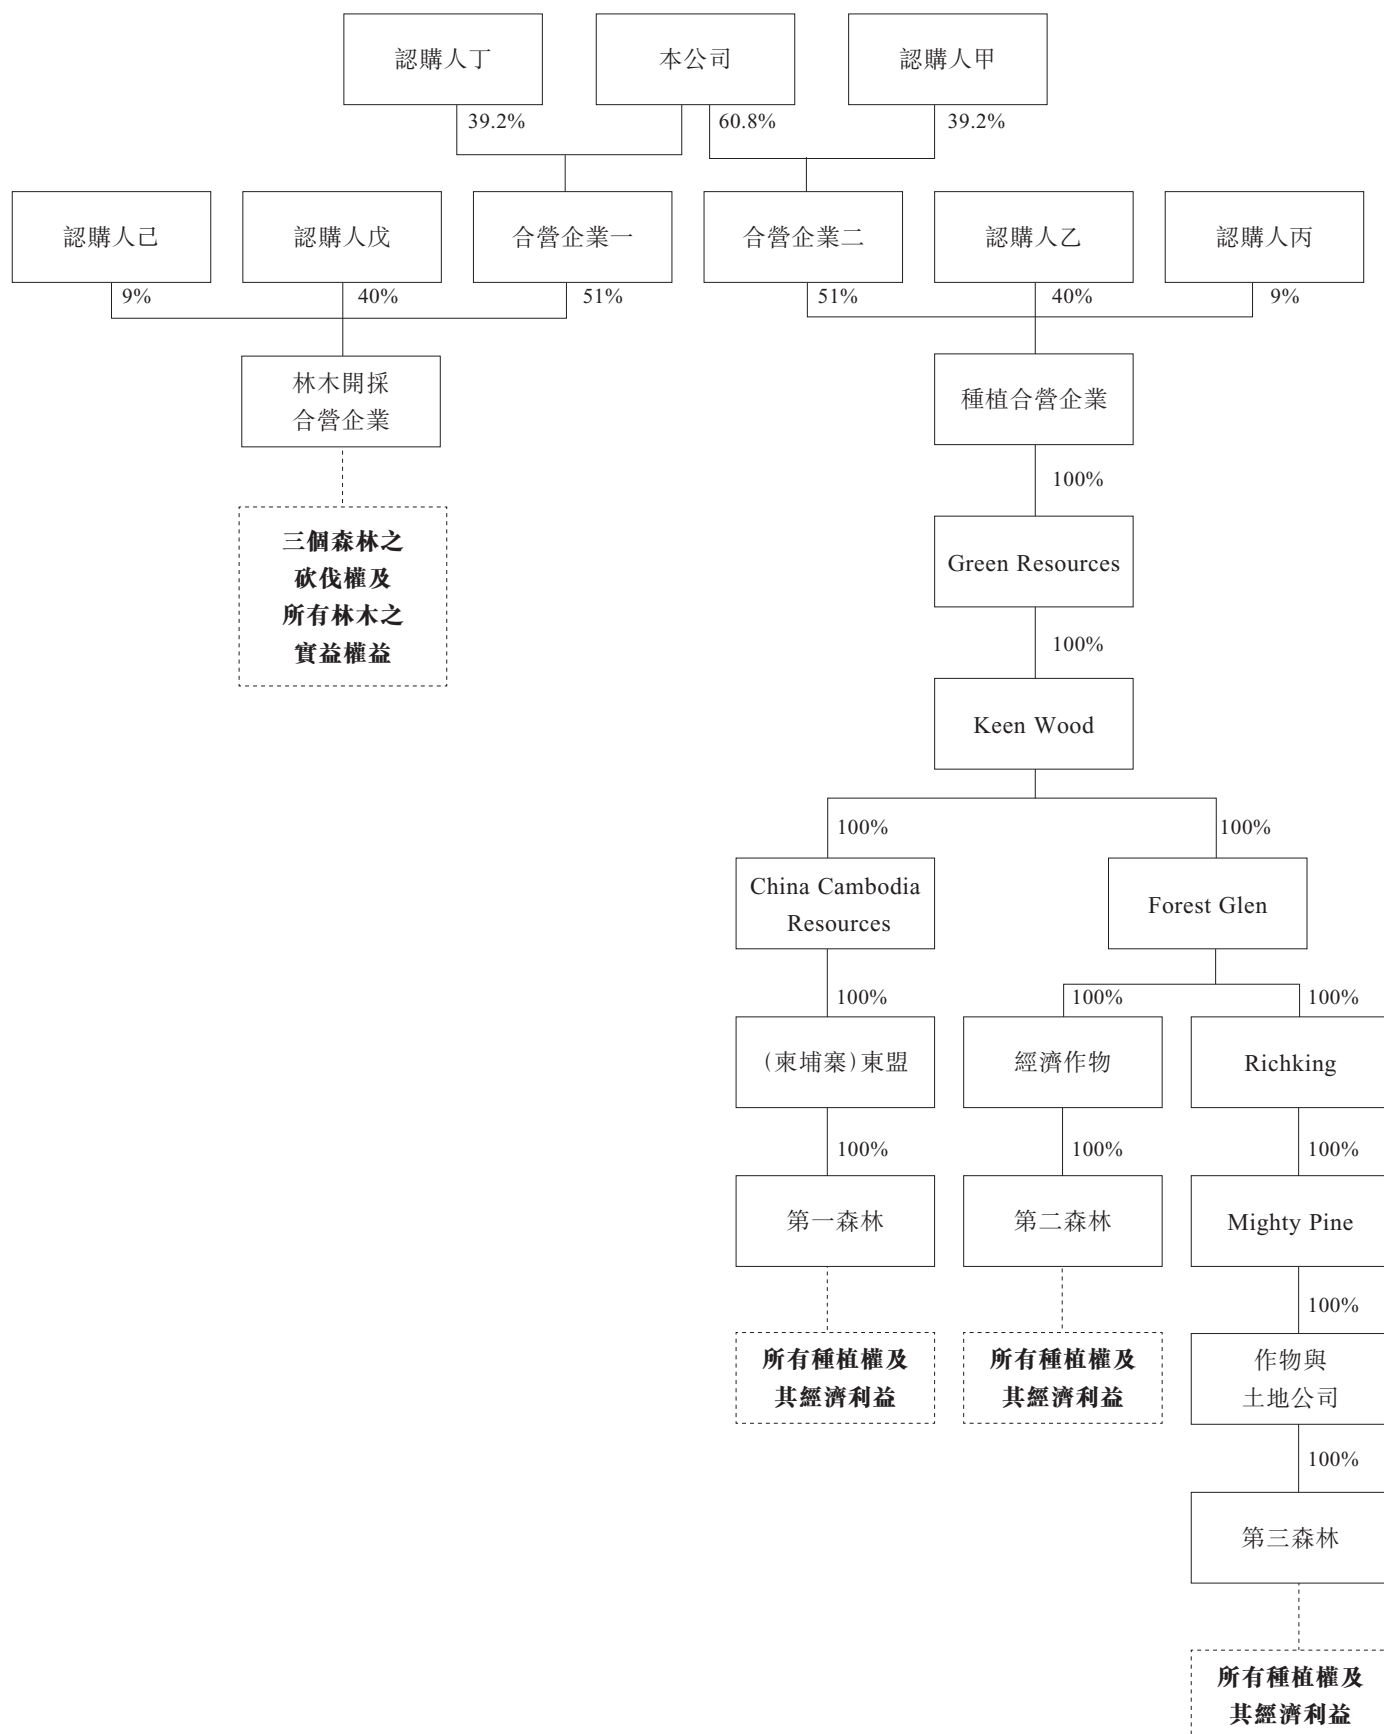 認購人丁
本公司
認購人甲
39.2%
60.8%
39.2%
認購人己
認購人戊
合營企業一
合營企業二
認購人乙
認購人丙
9%
40%
51%
51%
40%
9%
林木開採
合營企業
種植合營企業
100%
三個森林之
砍伐權及
所有林木之
實益權益
Green Resources
100%
Keen Wood
100%
100%
China Cambodia
Resources
Forest Glen
100%
100%
100%
(柬埔寨)東盟
經濟作物
Richking
100%
100%
100%
第一森林
第二森林
Mighty Pine
100%
所有種植權及
其經濟利益
所有種植權及
其經濟利益
作物與
土地公司
100%
第三森林
所有種植權及
其經濟利益